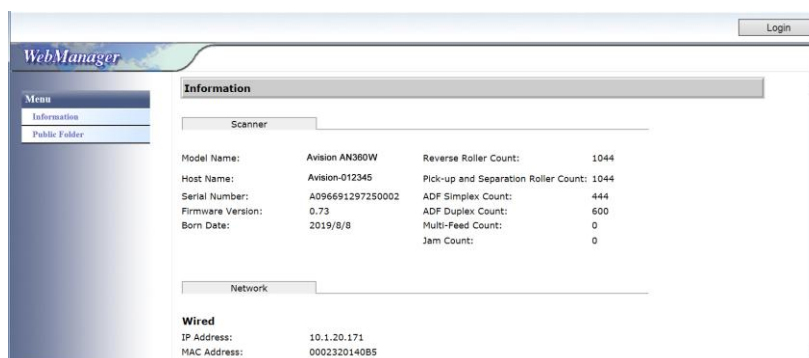 Login
WebManager
Menu
Information
Public Folder
Information
Scanner
Model Name: Avision AN360W Reverse Roller Count: 1044
Host Name: Avision-012345 Pick-up and Separation Roller Count: 1044
Serial Number: A096691297250002 ADF Simplex Count: 444
Firmware Version: 0.73 ADF Duplex Count: 600
Born Date: 2019/8/8 Multi-Feed Count: 0
Jam Count: 0
Network
Wired
IP Address: 10.1.20.171
MAC Address: 0002320140B5